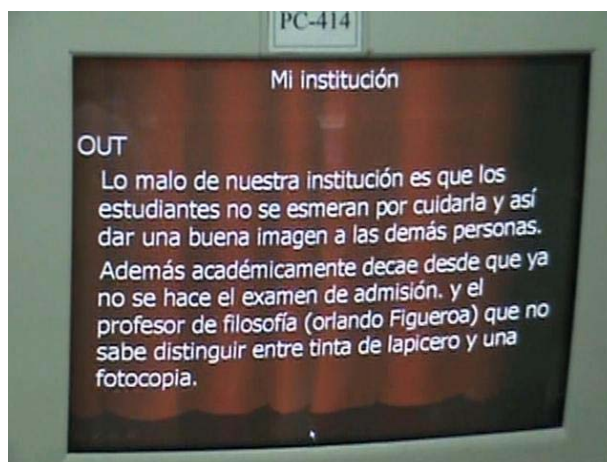 PC-414
Mi institución
OUT
Lo malo de nuestra institución es que los
estudiantes no se esmeran por cuidarla y así
dar una buena imagen a las demás personas.
Además académicamente decae desde que ya
no se hace el examen de admisión. y el
profesor de filosofía (orlando Figueroa) que no
sabe distinguir entre tinta de lapicero y una
fotocopia.